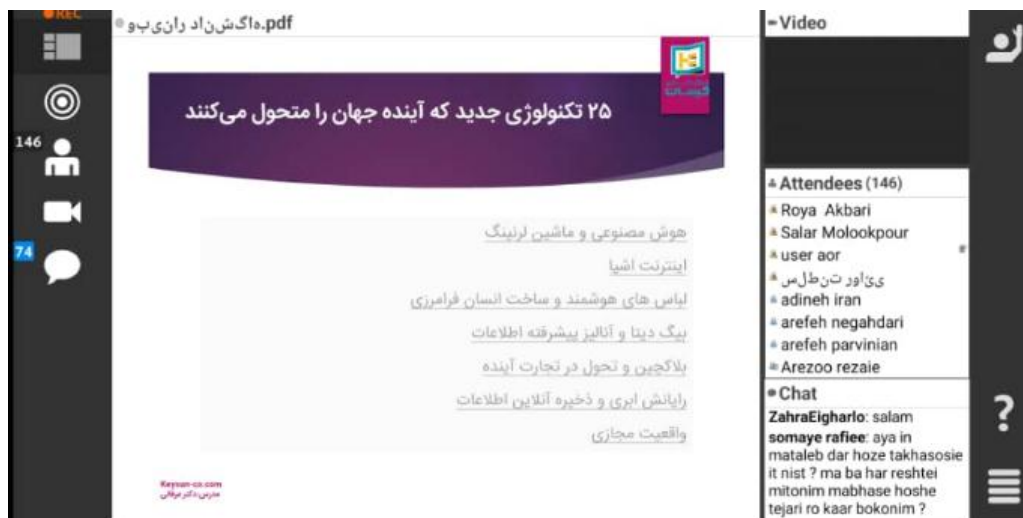 REC
146
74
وبینار دانشگاه.pdf
۲۵ تکنولوژی جدید که آینده جهان را متحول می‌کنند
هوش مصنوعی و ماشین لرنینگ
اینترنت اشیا
لباس های هوشمند و ساخت انسان فرامرزی
بیگ دیتا و آنالیز پیشرفته اطلاعات
بلاکچین و تحول در تجارت آینده
رایانش ابری و ذخیره آنلاین اطلاعات
واقعیت مجازی
Keysan-co.com
مدرس دکتر عرفانی
Video
Attendees (146)
Roya Akbari
Salar Molookpour
user aor
adineh iran
arefeh negahdari
arefeh parvinian
Arezoo rezaie
Chat
ZahraEigharlo: salam
somaye rafiee: aya in
mataleb dar hoze takhasosie
it nist ? ma ba har reshtei
mitonim mabhase hoshe
tejari ro kaar bokonim ?
?